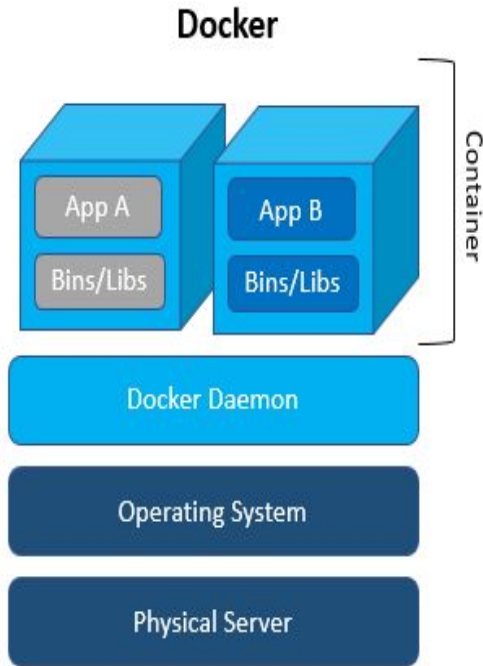 Docker
Container
App A
App B
Bins/Libs
Bins/Libs
Docker Daemon
Operating System
Physical Server